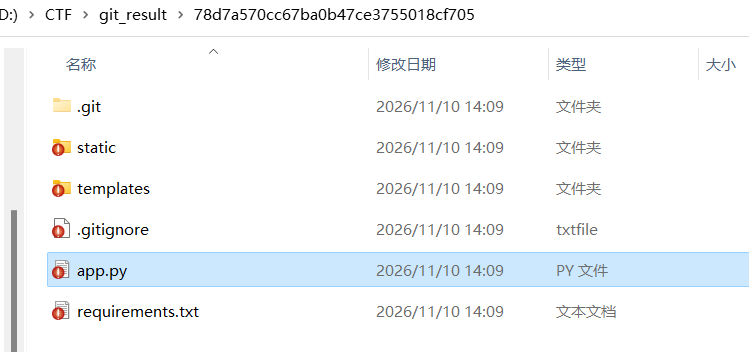 D:) › CTF › git_result › 78d7a570cc67ba0b47ce3755018cf705
名称 修改日期 类型 大小
.git 2026/11/10 14:09 文件夹
static 2026/11/10 14:09 文件夹
templates 2026/11/10 14:09 文件夹
.gitignore 2026/11/10 14:09 txtfile
app.py 2026/11/10 14:09 PY 文件
requirements.txt 2026/11/10 14:09 文本文档